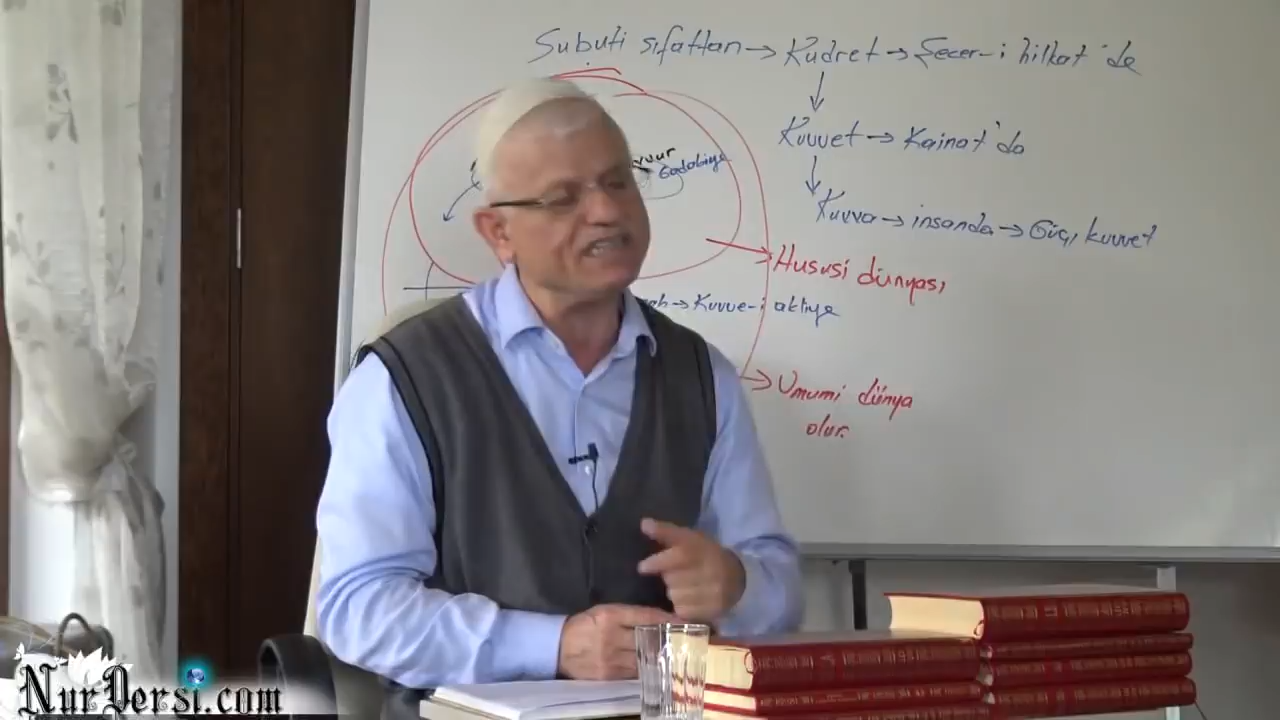 Subuti sıfattan → Kudret → Şecer-i hilkat'de
Kuvvet → Kainat'da
Gadabiye
Kuvva → insanda → Güç, kuvvet
Hususi dünyası
→ Kuvve-i akliye
Umumi dünya
olur.
NurDersi.com